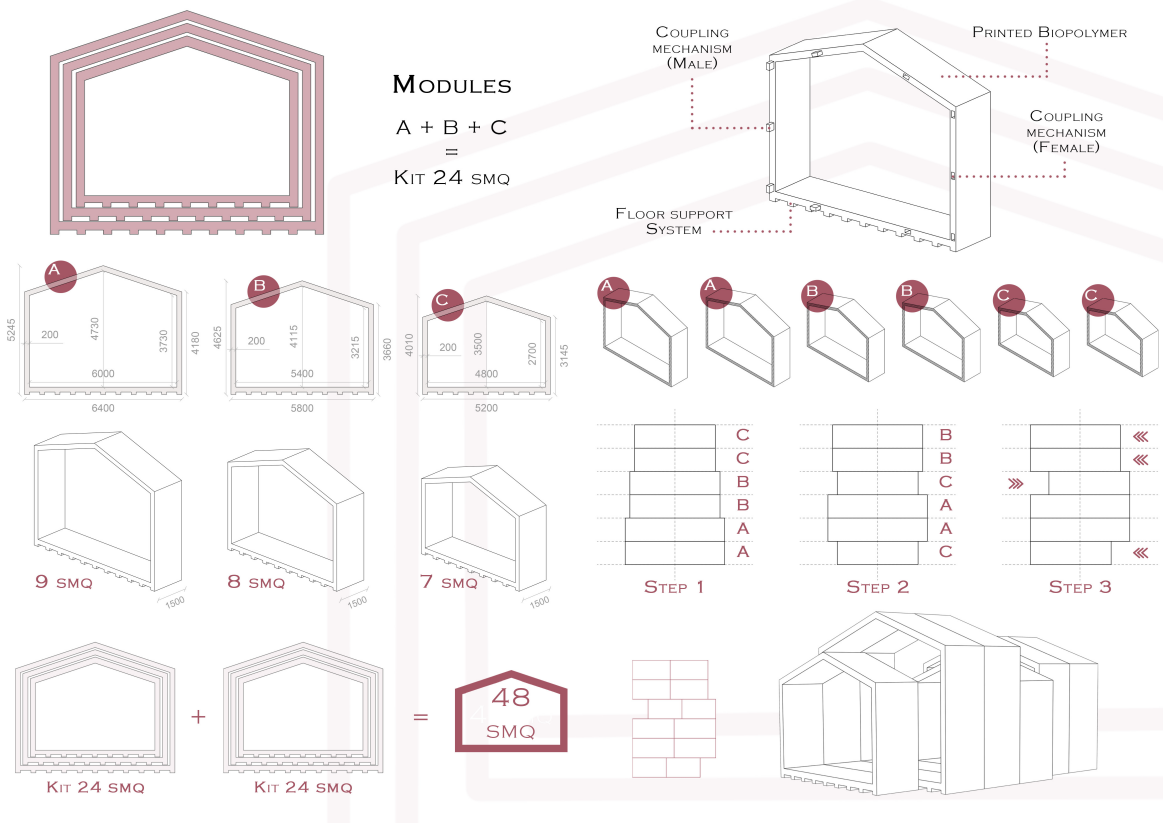 Modules
A + B + C
=
Kit 24 smq
Coupling
mechanism
(Male)
Printed Biopolymer
Coupling
mechanism
(Female)
Floor support
System
A
5245
200
4730
3730
4180
6000
6400
B
4625
200
4115
3215
3660
5400
5800
C
4010
200
3500
2700
3145
4800
5200
A
A
B
B
C
C
9 smq
1500
8 smq
7 smq
1500
C
C
B
B
A
A
Step 1
B
B
C
A
A
C
Step 2
Step 3
Kit 24 smq
+
Kit 24 smq
=
48
smq